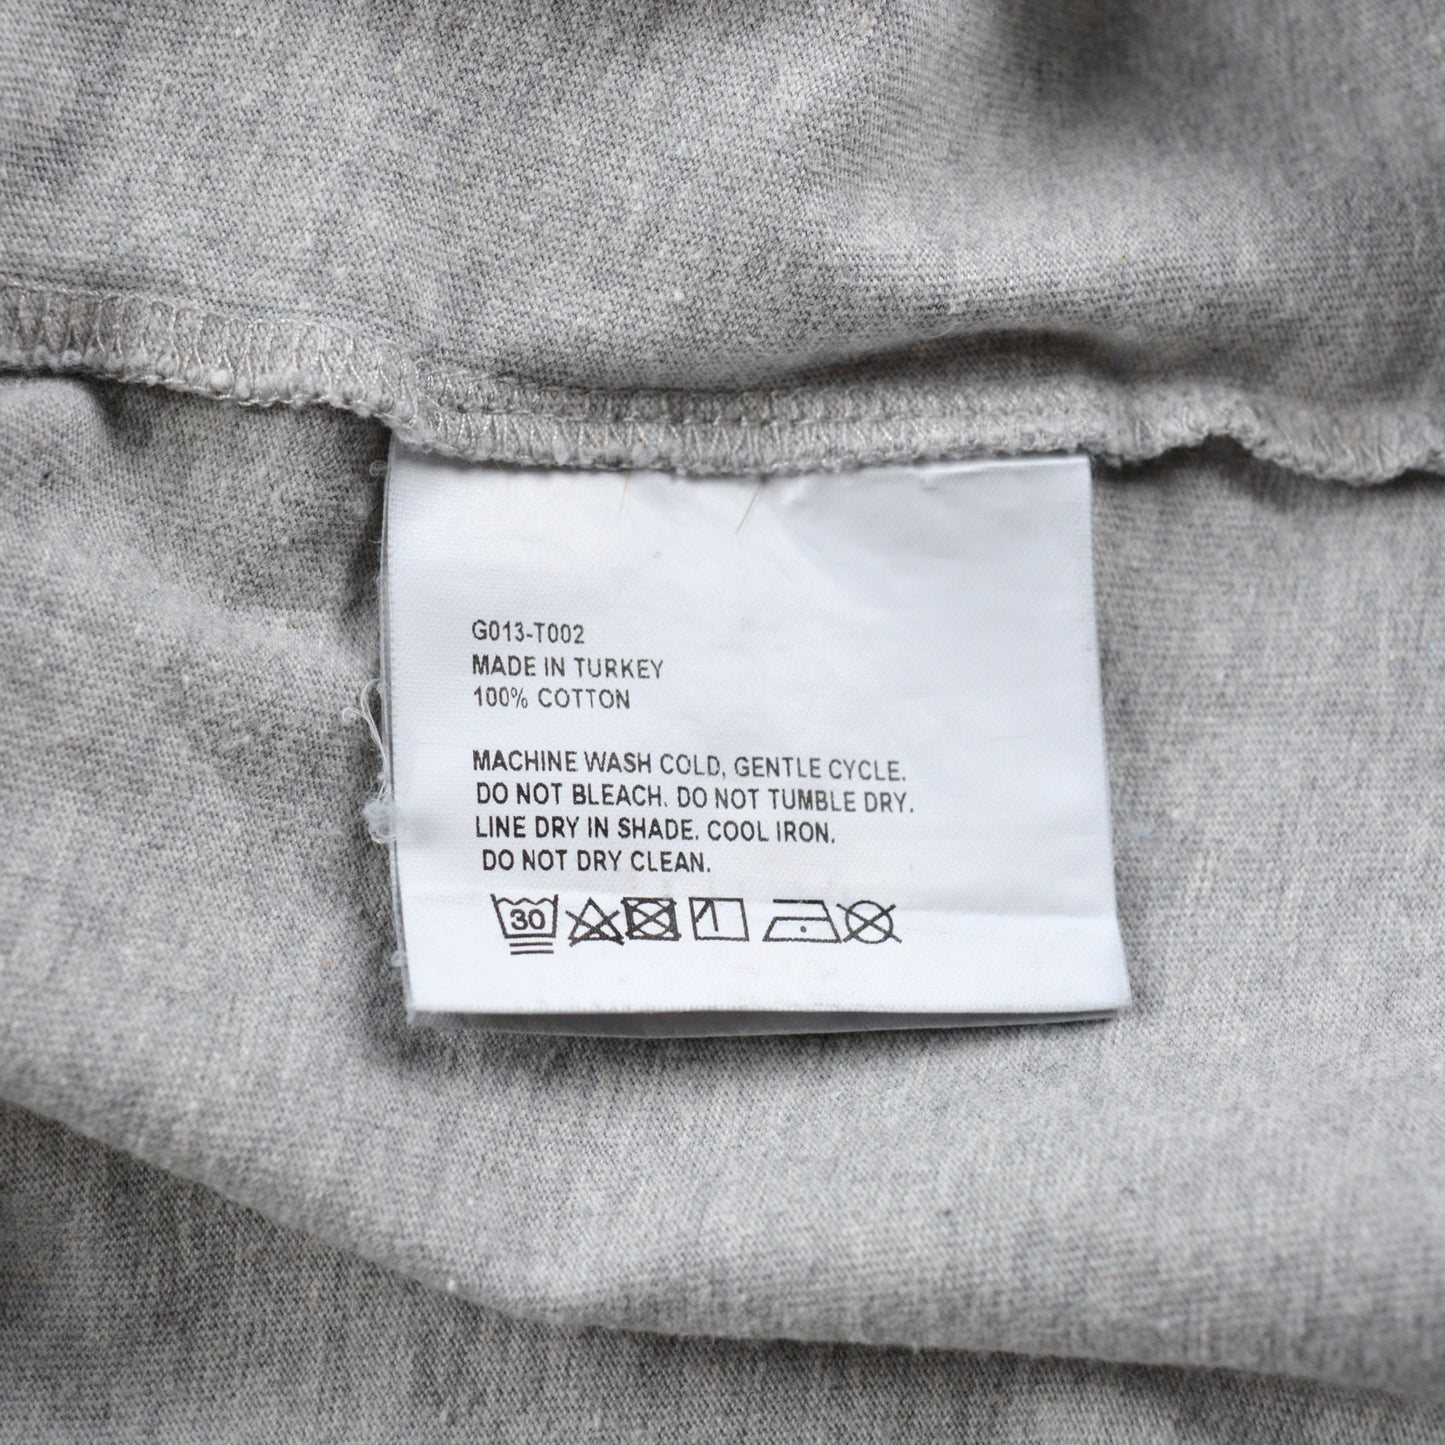 G013-T002
MADE IN TURKEY
100% COTTON
MACHINE WASH COLD, GENTLE CYCLE.
DO NOT BLEACH. DO NOT TUMBLE DRY.
LINE DRY IN SHADE. COOL IRON.
DO NOT DRY CLEAN.
30